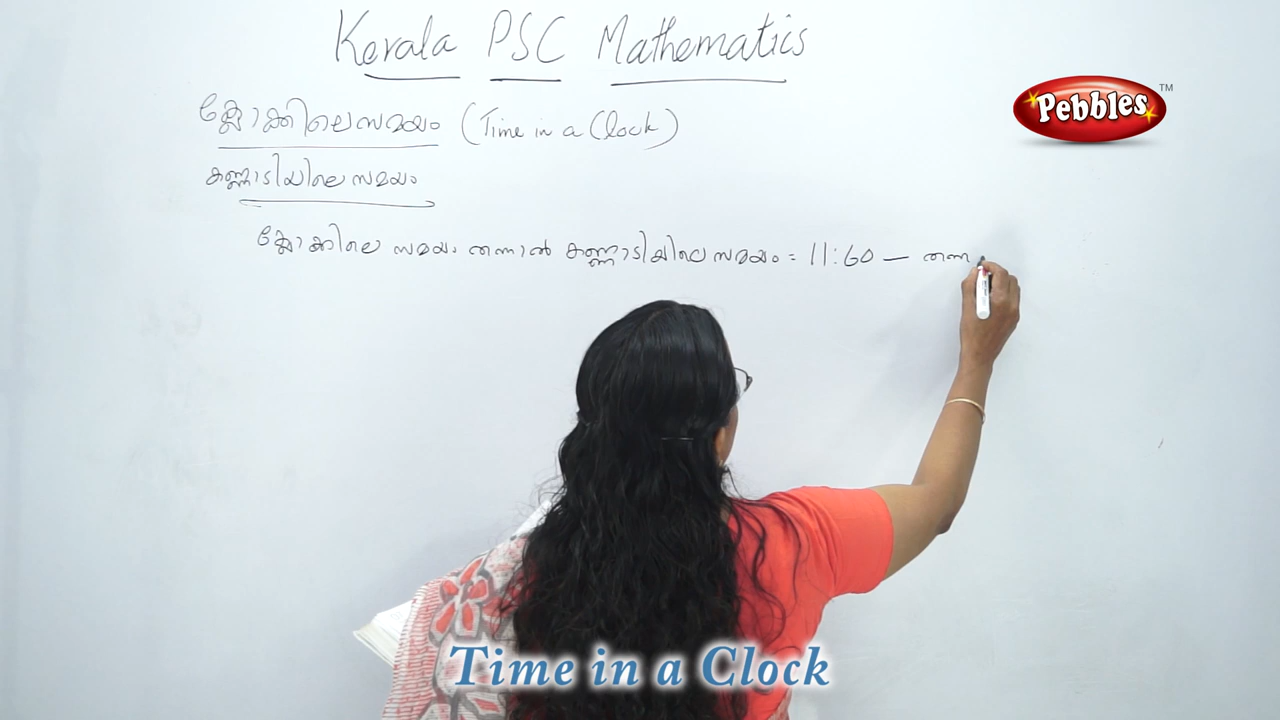 Kerala PSC Mathematics
ക്ലോക്കിലെ സമയം (Time in a Clock)
കണ്ണാടിയിലെ സമയം
ക്ലോക്കിലെ സമയം തന്നാൽ കണ്ണാടിയിലെ സമയം = 11:60 — തന്ന
Pebbles TM
Time in a Clock